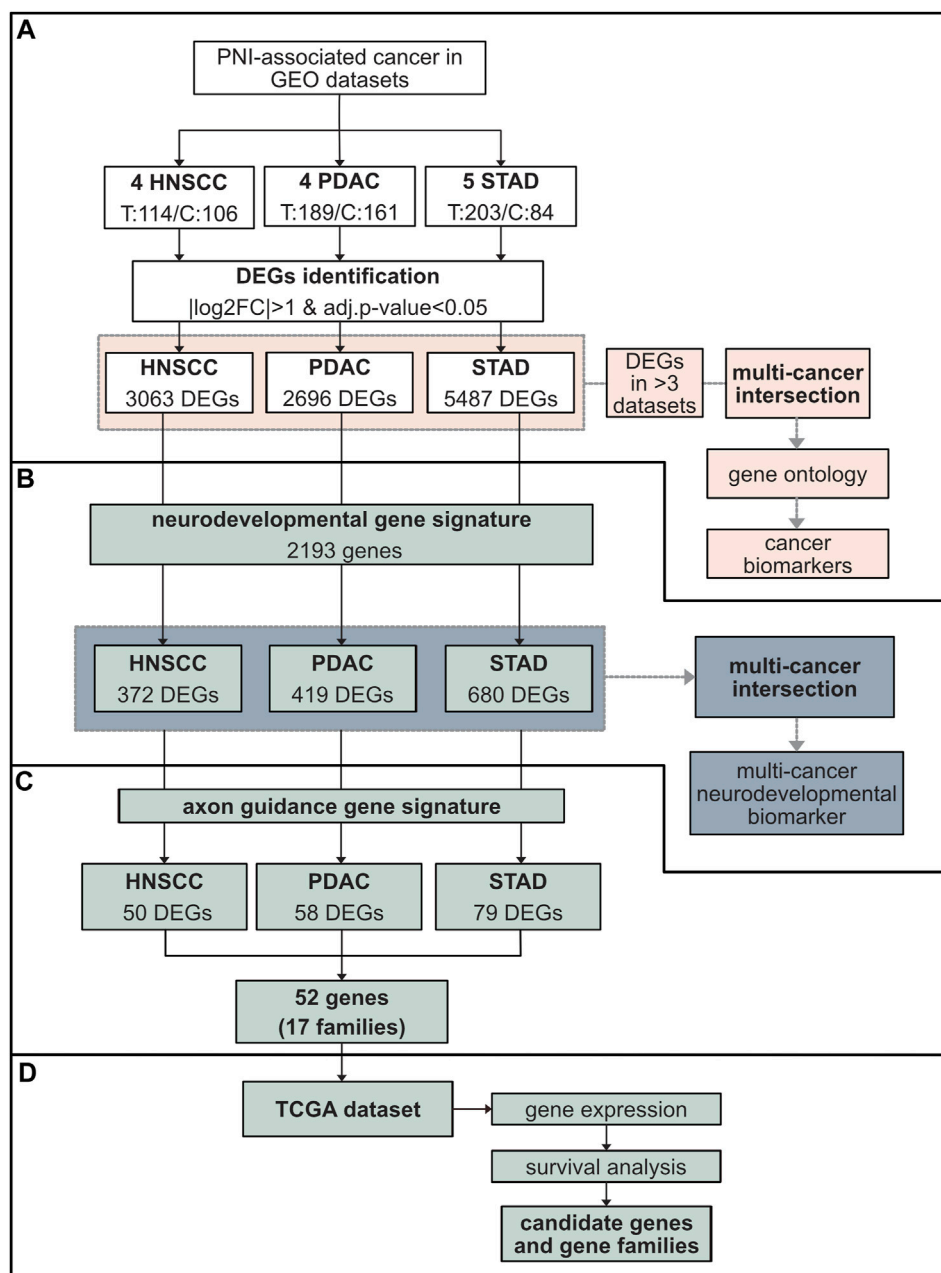 A
PNI-associated cancer in
GEO datasets
4 HNSCC
T:114/C:106
4 PDAC
T:189/C:161
5 STAD
T:203/C:84
DEGs identification
|log2FC|>1 & adj.p-value<0.05
HNSCC
3063 DEGs
PDAC
2696 DEGs
STAD
5487 DEGs
DEGs
in >3
datasets
multi-cancer
intersection
gene ontology
cancer
biomarkers
B
neurodevelopmental gene signature
2193 genes
HNSCC
372 DEGs
PDAC
419 DEGs
STAD
680 DEGs
multi-cancer
intersection
multi-cancer
neurodevelopmental
biomarker
C
axon guidance gene signature
HNSCC
50 DEGs
PDAC
58 DEGs
STAD
79 DEGs
52 genes
(17 families)
D
TCGA dataset
gene expression
survival analysis
candidate genes
and gene families